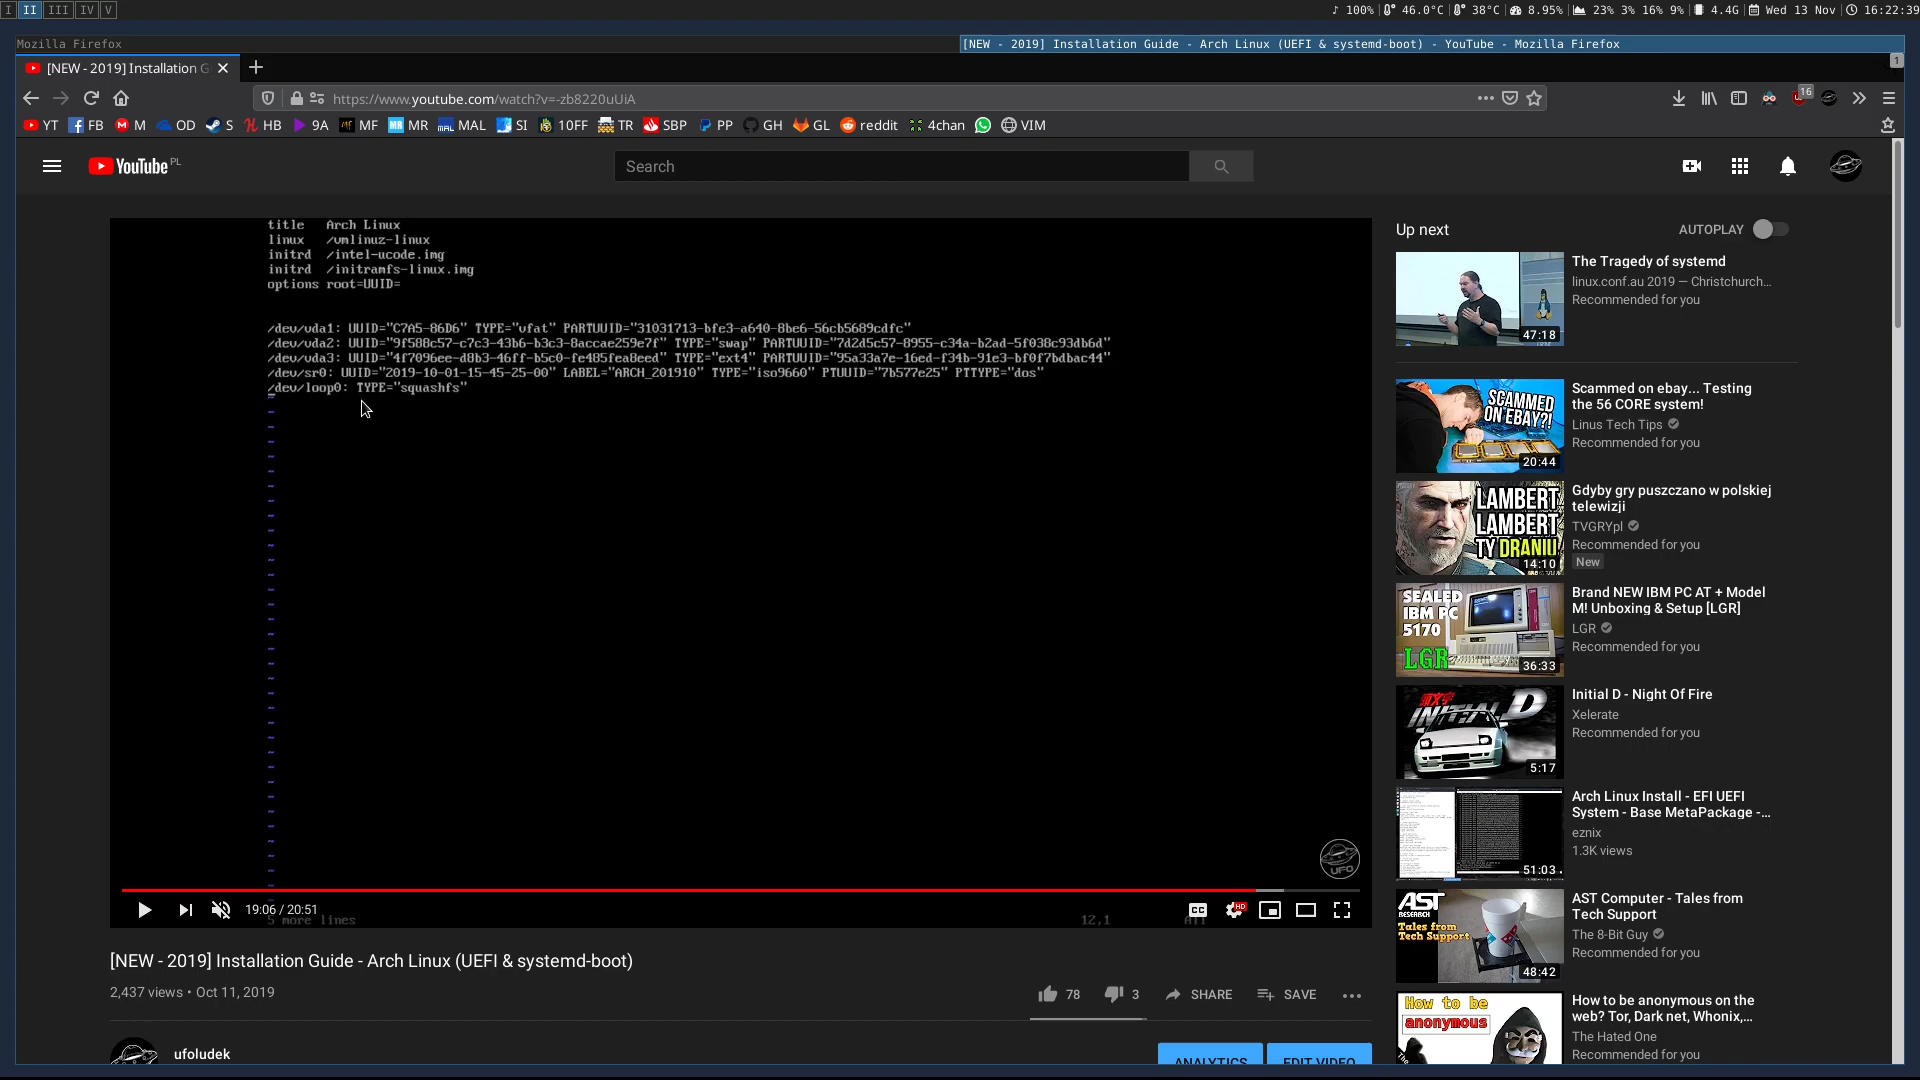 I II III IV V
♪ 100% 46.0°C 38°C 8.95% 23% 3% 16% 9% 4.4G Wed 13 Nov 16:22:39
Mozilla Firefox
[NEW - 2019] Installation Guide - Arch Linux (UEFI & systemd-boot) - YouTube - Mozilla Firefox
[NEW - 2019] Installation G
1
https://www.youtube.com/watch?v=-zb8220uUiA
16
YT FB M OD S HB 9A MF MR MAL SI 10FF TR SBP PP GH GL reddit 4chan VIM
YouTube PL
Search
title Arch Linux
linux /vmlinuz-linux
initrd /intel-ucode.img
initrd /initramfs-linux.img
options root=UUID=
/dev/vda1: UUID="C7A5-86D6" TYPE="vfat" PARTUUID="31031713-bfe3-a640-8be6-56cb5689cdfc"
/dev/vda2: UUID="9f588c57-c7c3-43b6-b3c3-8accae259e7f" TYPE="swap" PARTUUID="7d2d5c57-8955-c34a-b2ad-5f038c93db6d"
/dev/vda3: UUID="4f7096ee-d8b3-46ff-b5c0-fe485fea8eed" TYPE="ext4" PARTUUID="95a33a7e-16ed-f34b-91e3-bf0f7bdbac44"
/dev/sr0: UUID="2019-10-01-15-45-25-00" LABEL="ARCH_201910" TYPE="iso9660" PTUUID="7b577e25" PTTYPE="dos"
/dev/loop0: TYPE="squashfs"
UFO
19:06 / 20:51
CC HD
5 more lines 12,1 All
[NEW - 2019] Installation Guide - Arch Linux (UEFI & systemd-boot)
2,437 views • Oct 11, 2019
78 3 SHARE SAVE
ufoludek
ANALYTICS EDIT VIDEO
Up next AUTOPLAY
The Tragedy of systemd
linux.conf.au 2019 — Christchurch...
Recommended for you
47:18
SCAMMED
ON EBAY?!
20:44
Scammed on ebay... Testing
the 56 CORE system!
Linus Tech Tips
Recommended for you
LAMBERT
LAMBERT
TY DRANIU
14:10
Gdyby gry puszczano w polskiej
telewizji
TVGRYpl
Recommended for you
New
SEALED
IBM PC
5170
LGR
36:33
Brand NEW IBM PC AT + Model
M! Unboxing & Setup [LGR]
LGR
Recommended for you
INITIAL D
5:17
Initial D - Night Of Fire
Xelerate
Recommended for you
51:03
Arch Linux Install - EFI UEFI
System - Base MetaPackage -...
eznix
1.3K views
AST
RESEARCH
Tales from
Tech Support
48:42
AST Computer - Tales from
Tech Support
The 8-Bit Guy
Recommended for you
How to be
anonymous
How to be anonymous on the
web? Tor, Dark net, Whonix,...
The Hated One
Recommended for you